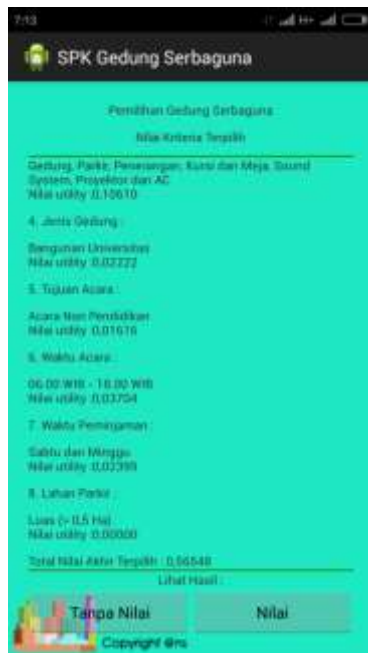 7:13
SPK Gedung Serbaguna
Pemilihan Gedung Serbaguna
Nilai Kriteria Terpilih
Gedung, Parkir, Penerangan, Kursi dan Meja, Sound
System, Proyektor dan AC
Nilai utility :0,10610
4. Jenis Gedung :
Bangunan Universitas
Nilai utility :0,02222
5. Tujuan Acara :
Acara Non Pendidikan
Nilai utility :0,01616
6. Waktu Acara :
06.00 WIB - 18.00 WIB
Nilai utility :0,03704
7. Waktu Peminjaman :
Sabtu dan Minggu
Nilai utility :0,02395
8. Lahan Parkir :
Luas (> 0,5 Ha)
Nilai utility :0,00000
Total Nilai Akhir Terpilih : 0,56548
Lihat Hasil :
Tanpa Nilai
Nilai
Copyright @ns